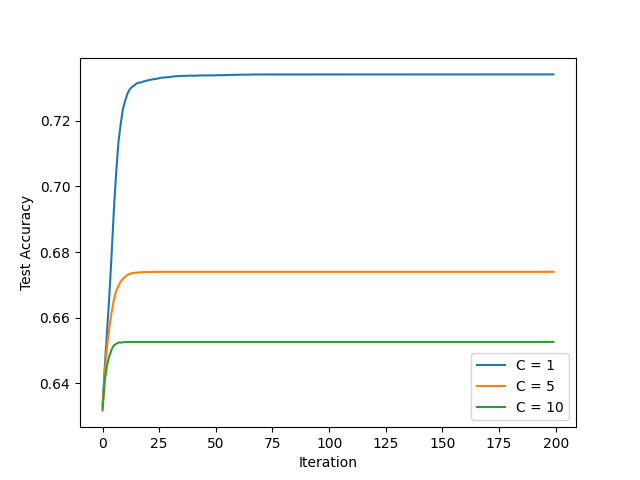 Test Accuracy
0.72
0.70
0.68
0.66
0.64
0
25
50
75
100
125
150
175
200
Iteration
C = 1
C = 5
C = 10